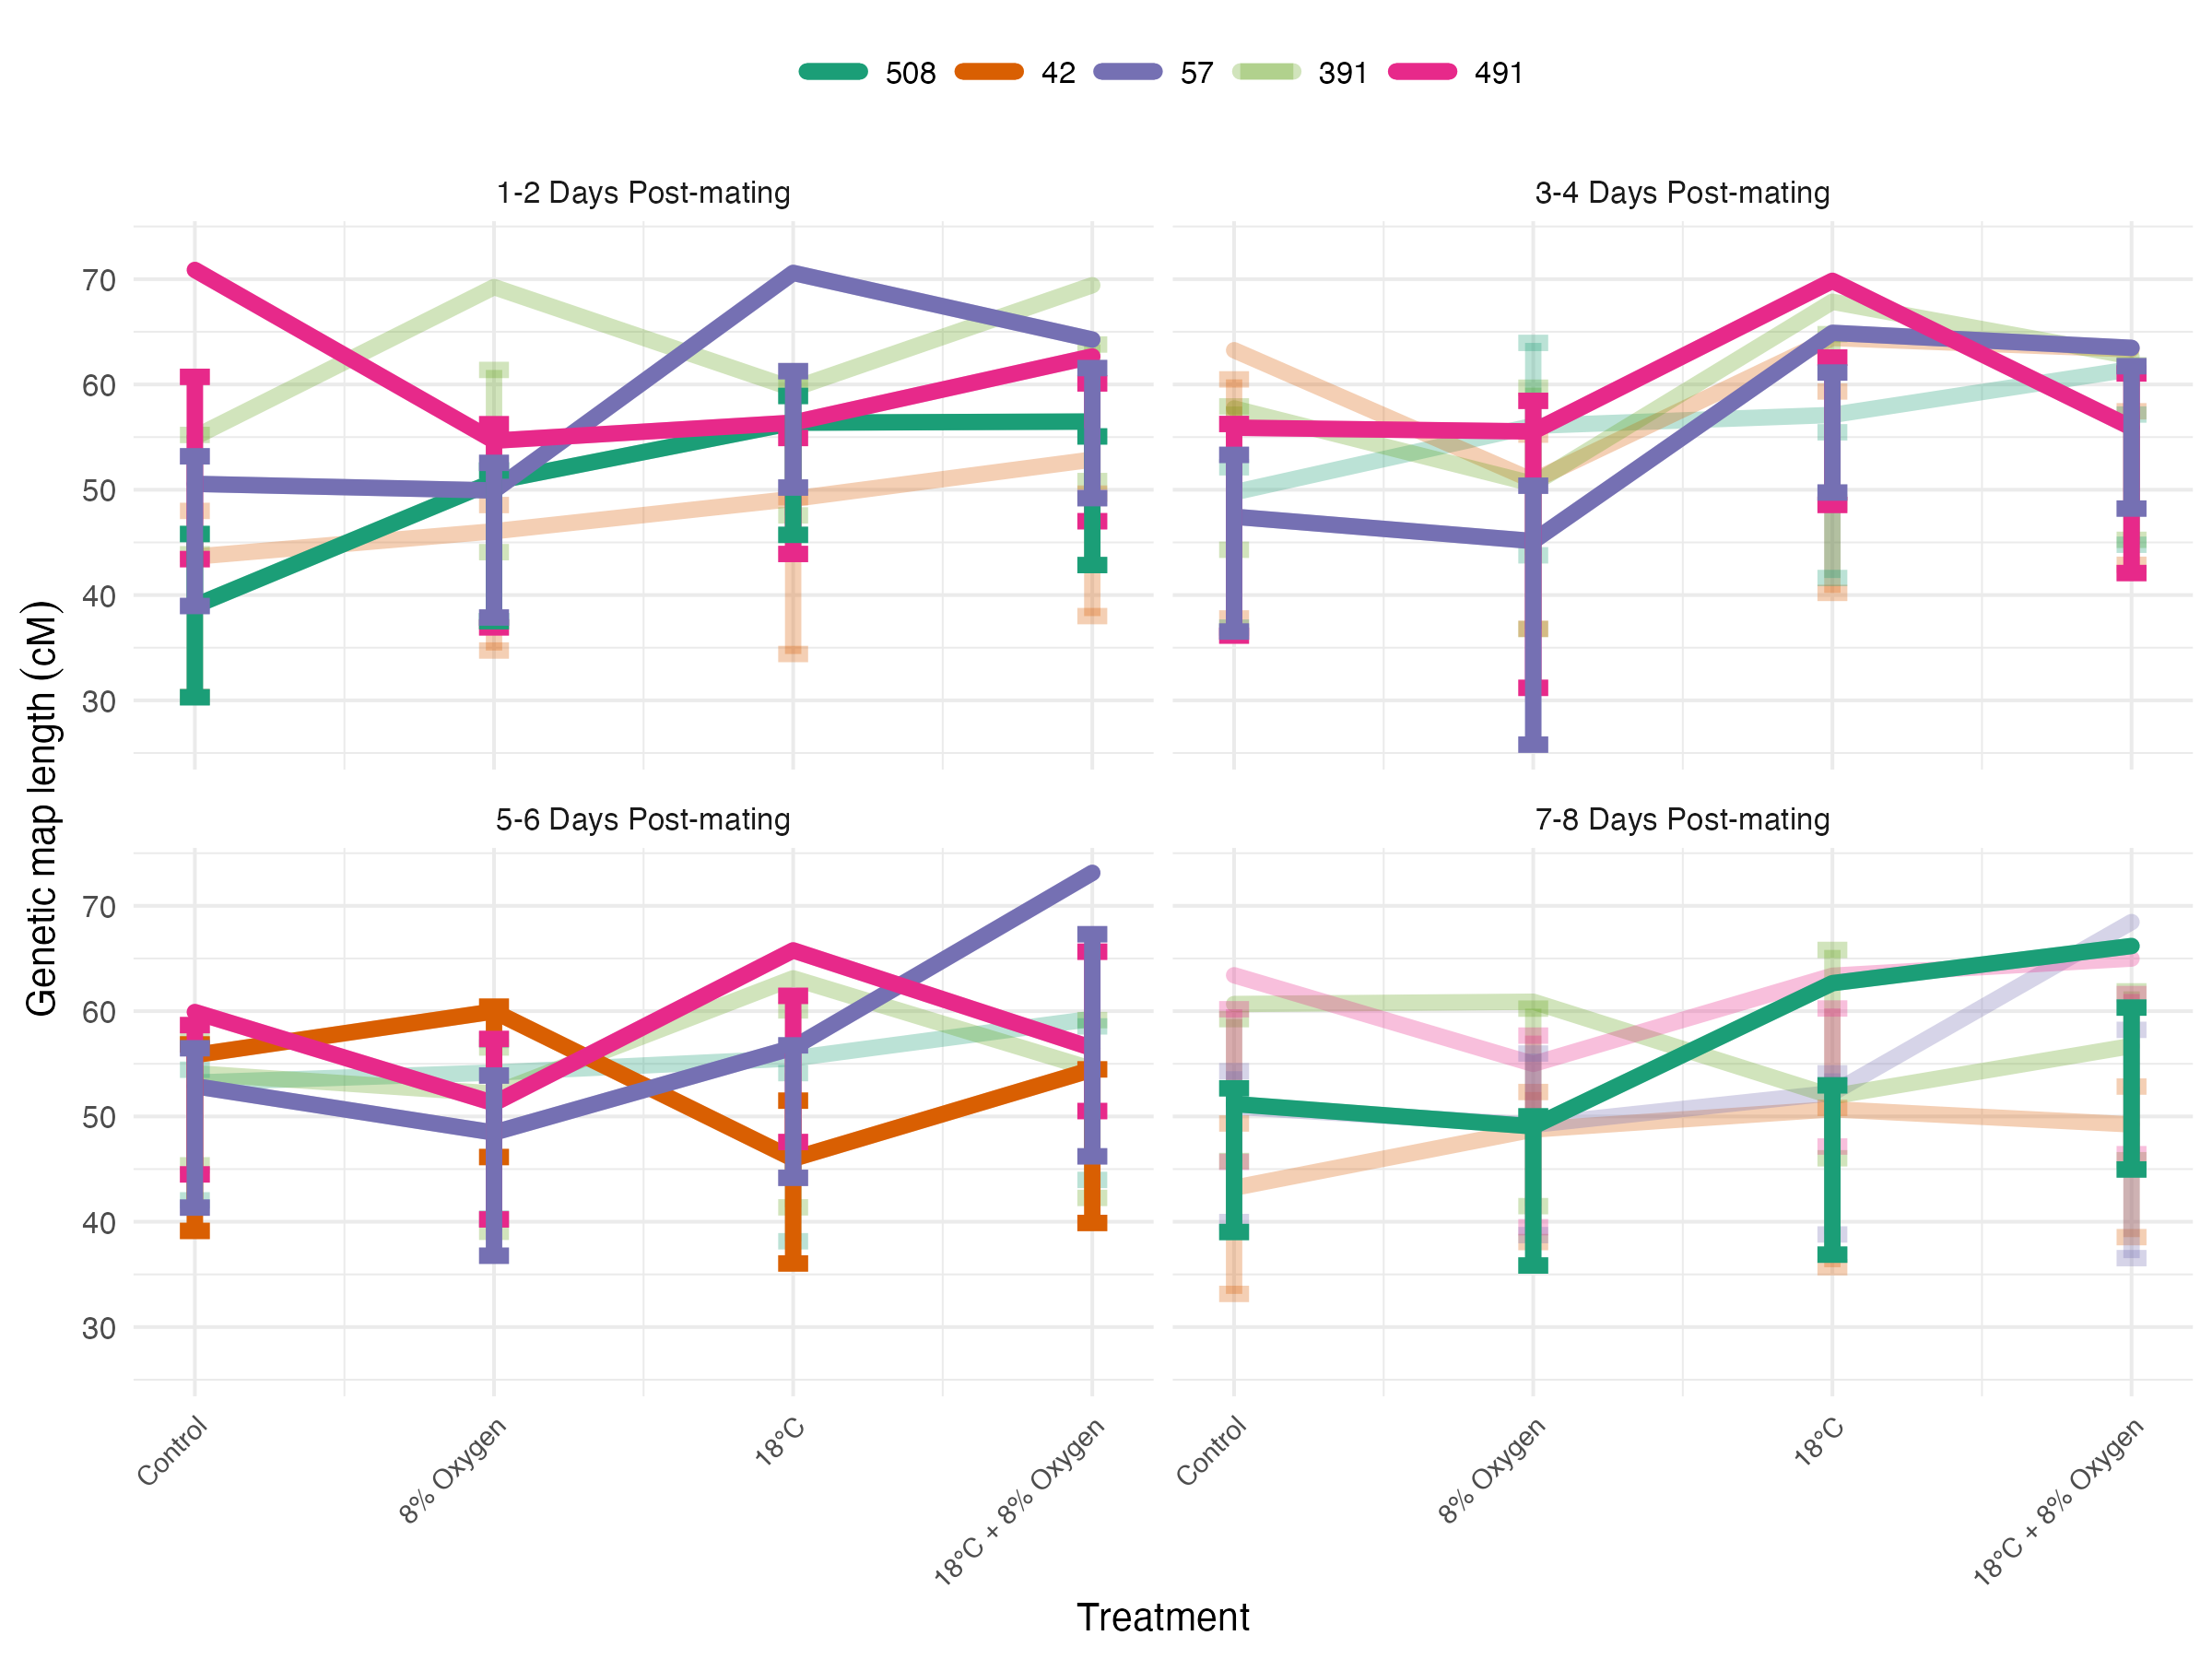 508 42 57 391 491
1-2 Days Post-mating
3-4 Days Post-mating
70
60
50
40
30
5-6 Days Post-mating
7-8 Days Post-mating
70
60
50
40
30
Genetic map length (cM)
Control
8% Oxygen
18°C
18°C + 8% Oxygen
Control
8% Oxygen
18°C
18°C + 8% Oxygen
Treatment